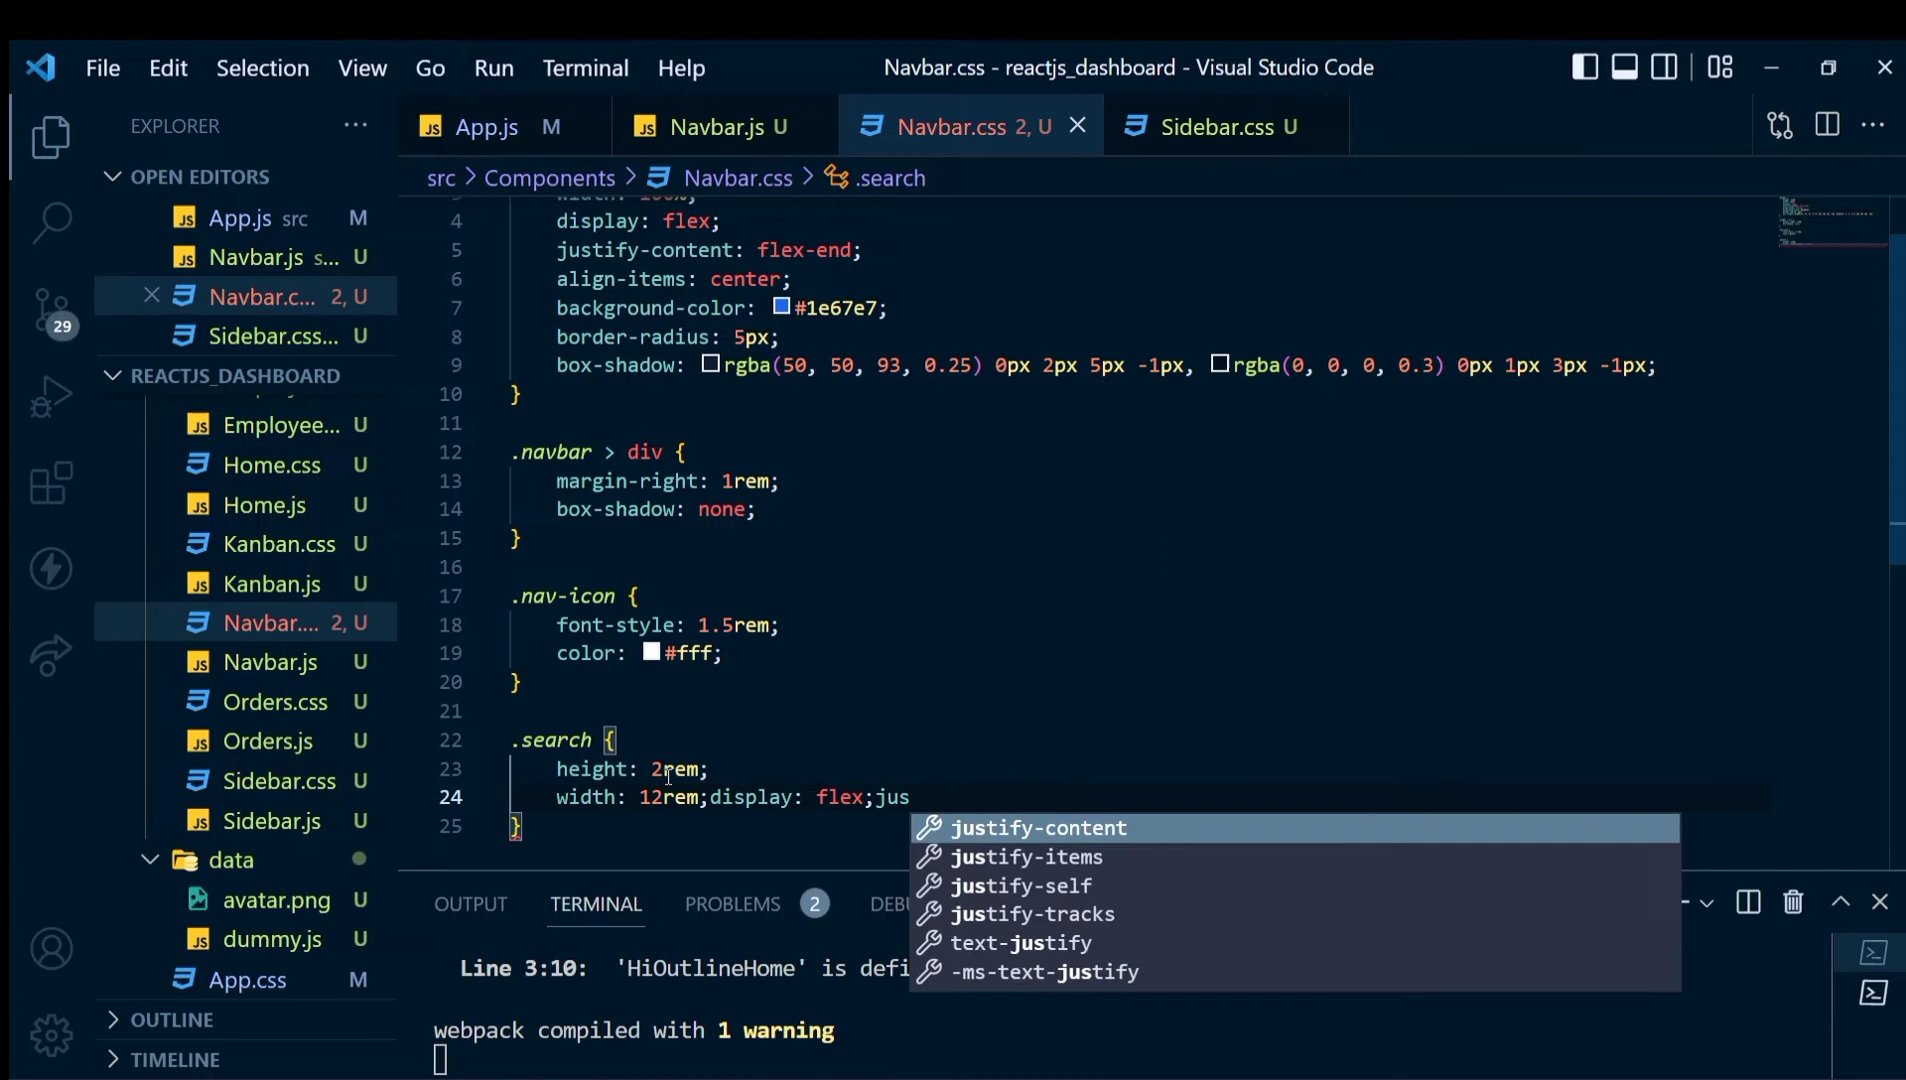 File Edit Selection View Go Run Terminal Help Navbar.css - reactjs_dashboard - Visual Studio Code
EXPLORER ...
JS App.js M JS Navbar.js U Navbar.css 2, U Sidebar.css U
OPEN EDITORS
src > Components > Navbar.css > .search
JS App.js src M
JS Navbar.js s... U
Navbar.c... 2, U
Sidebar.css... U
REACTJS_DASHBOARD
JS Employee... U
Home.css U
JS Home.js U
Kanban.css U
JS Kanban.js U
Navbar.... 2, U
JS Navbar.js U
Orders.css U
JS Orders.js U
Sidebar.css U
JS Sidebar.js U
data
avatar.png U
JS dummy.js U
App.css M
OUTLINE
TIMELINE
29
width: 100%;
4 display: flex;
5 justify-content: flex-end;
6 align-items: center;
7 background-color: #1e67e7;
8 border-radius: 5px;
9 box-shadow: rgba(50, 50, 93, 0.25) 0px 2px 5px -1px, rgba(0, 0, 0, 0.3) 0px 1px 3px -1px;
10 }
11
12 .navbar > div {
13 margin-right: 1rem;
14 box-shadow: none;
15 }
16
17 .nav-icon {
18 font-style: 1.5rem;
19 color: #fff;
20 }
21
22 .search {
23 height: 2rem;
24 width: 12rem;display: flex;jus
25 }
justify-content
justify-items
justify-self
justify-tracks
text-justify
-ms-text-justify
OUTPUT TERMINAL PROBLEMS 2 DEBU
Line 3:10: 'HiOutlineHome' is defi
webpack compiled with 1 warning